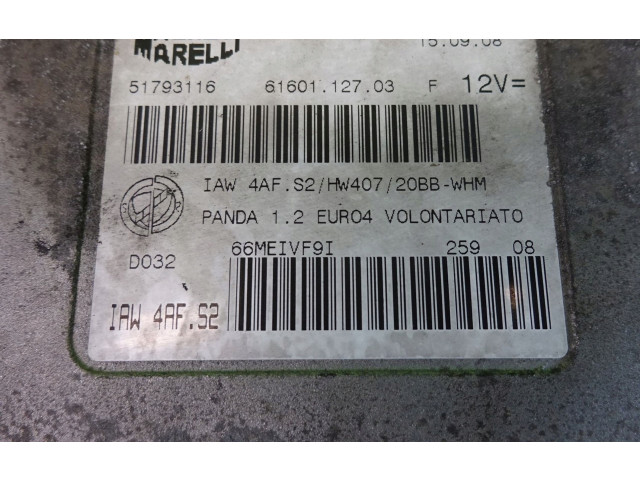 MARELLI 15.09.08
51793116 61601.127.03 F 12V=
IAW 4AF.S2/HW407/20BB-WHM
PANDA 1.2 EURO4 VOLONTARIATO
D032 66MEIVF9I 259 08
IAW 4AF.S2